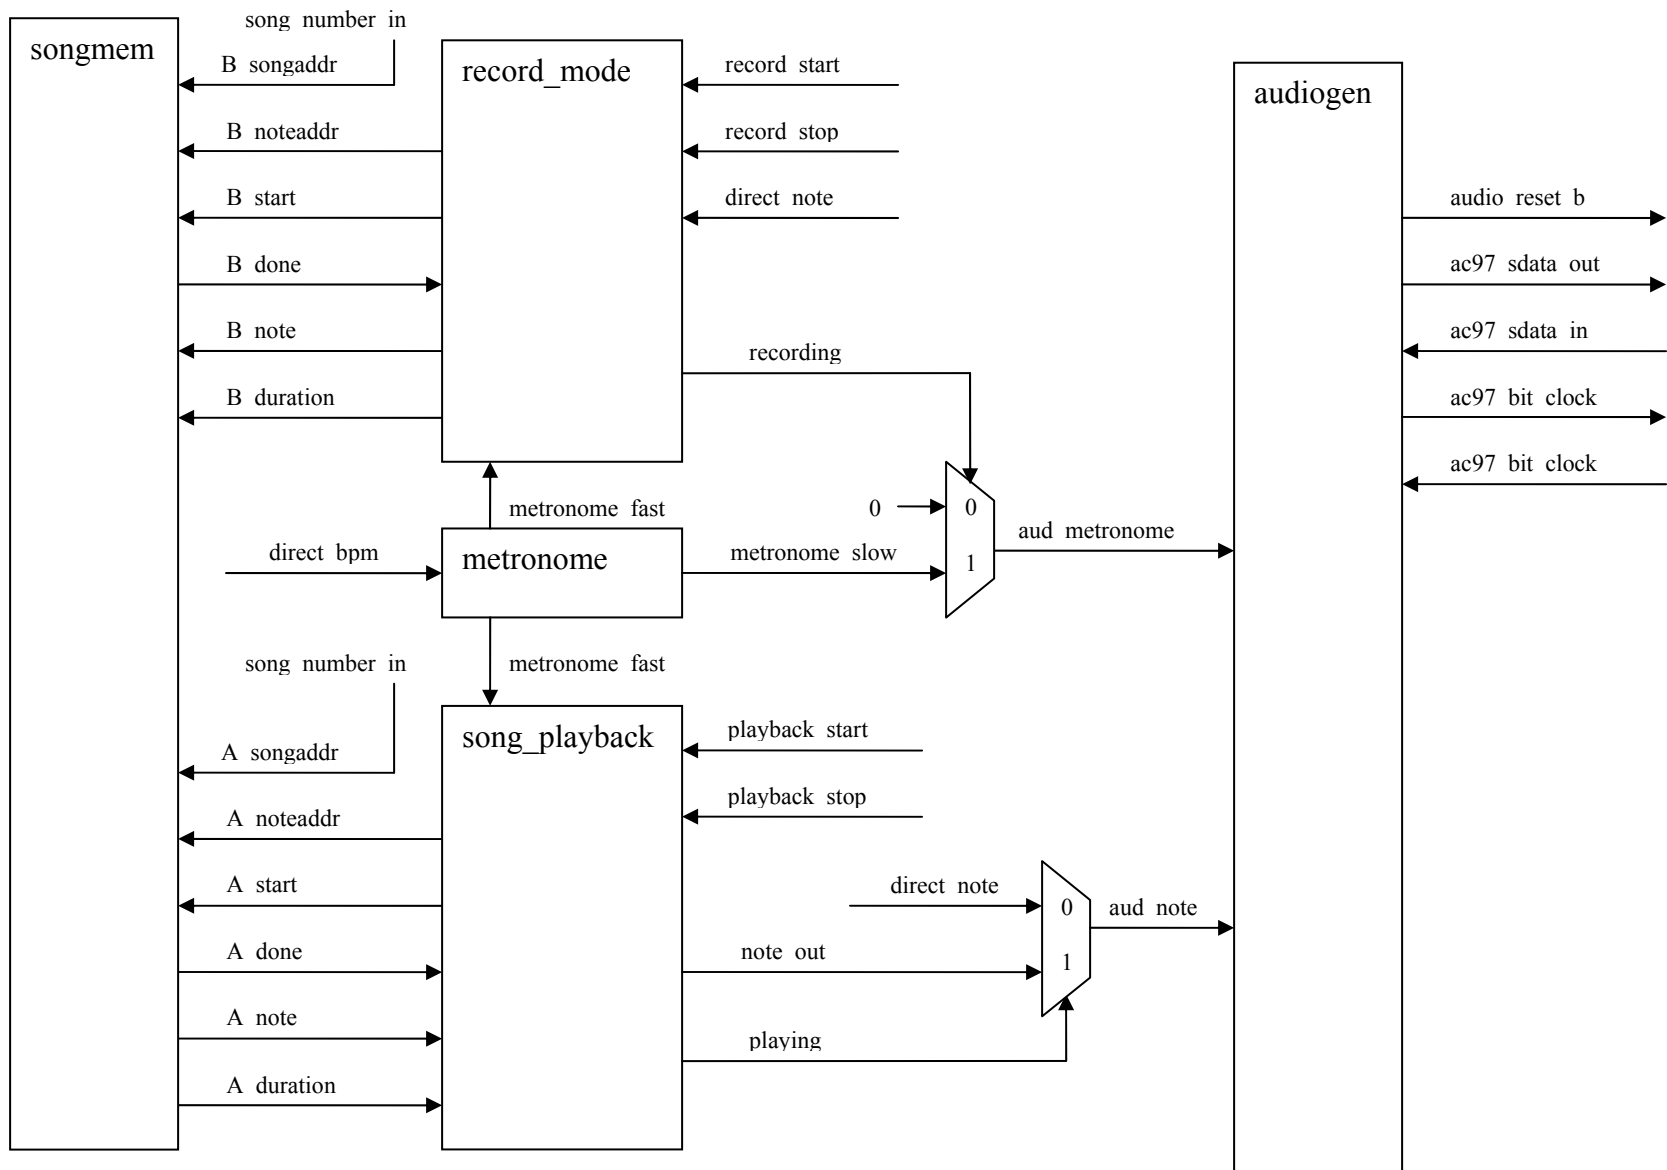 song number in
songmem
B songaddr
record_mode
record start
audiogen
B noteaddr
record stop
B start
direct note
audio reset b
B done
ac97 sdata out
B note
recording
ac97 sdata in
B duration
ac97 bit clock
ac97 bit clock
metronome fast
0
0
direct bpm
metronome
metronome slow
1
aud metronome
song number in
metronome fast
song_playback
playback start
A songaddr
playback stop
A noteaddr
A start
direct note
0
aud note
A done
note out
1
A note
playing
A duration